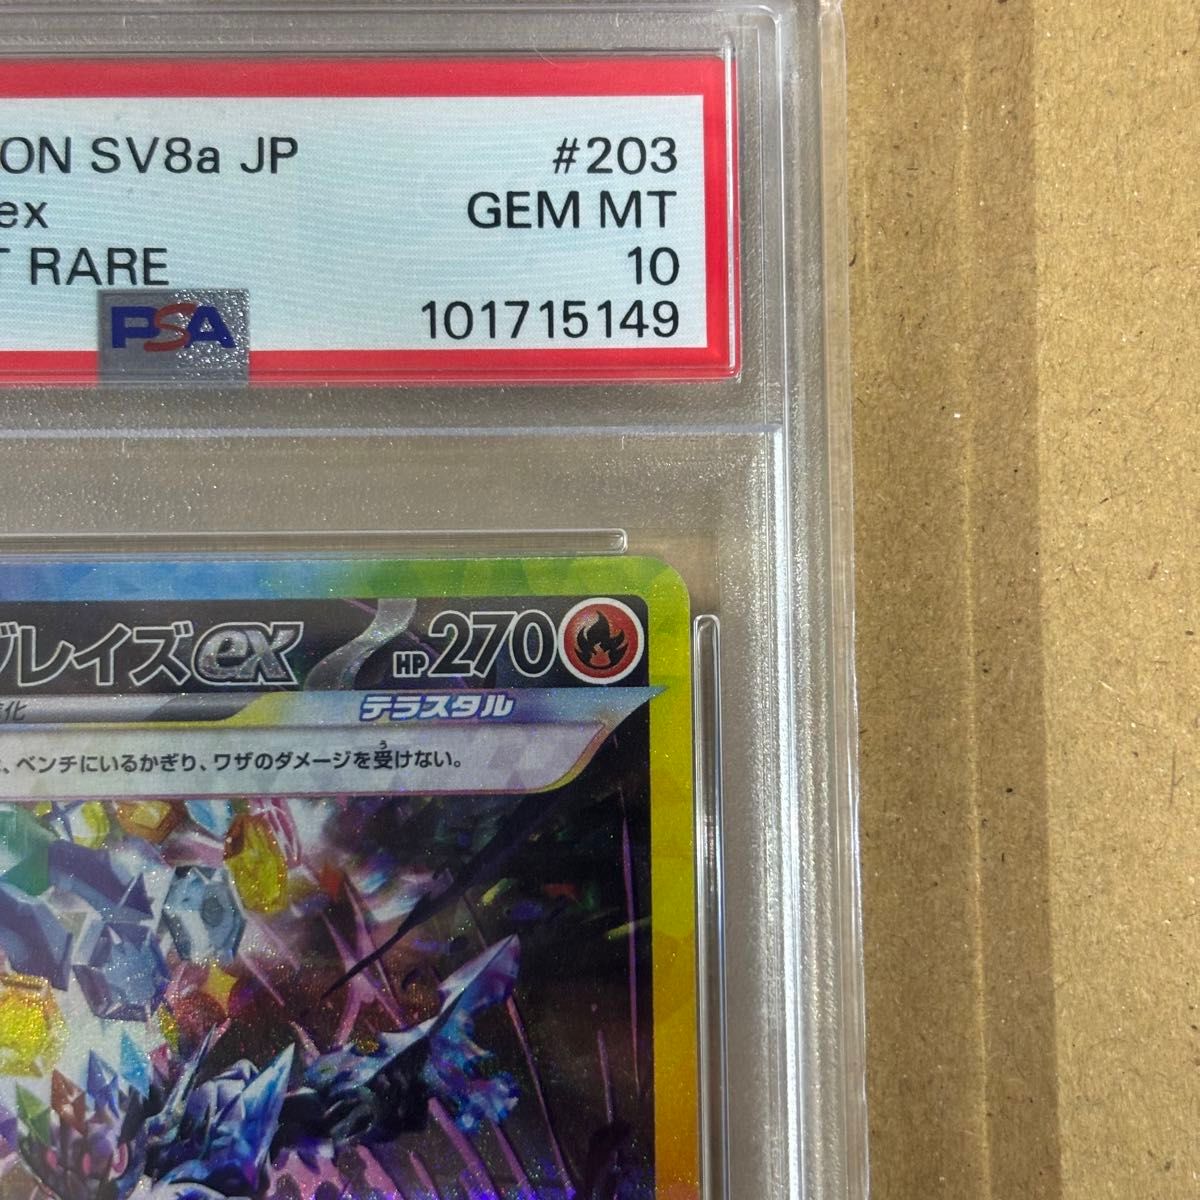 ON SV8a JP #203
ex GEM MT
T RARE 10
PSA 101715149
ブレイズex HP270
化 テラスタル
、ベンチにいるかぎり、ワザのダメージを受けない。